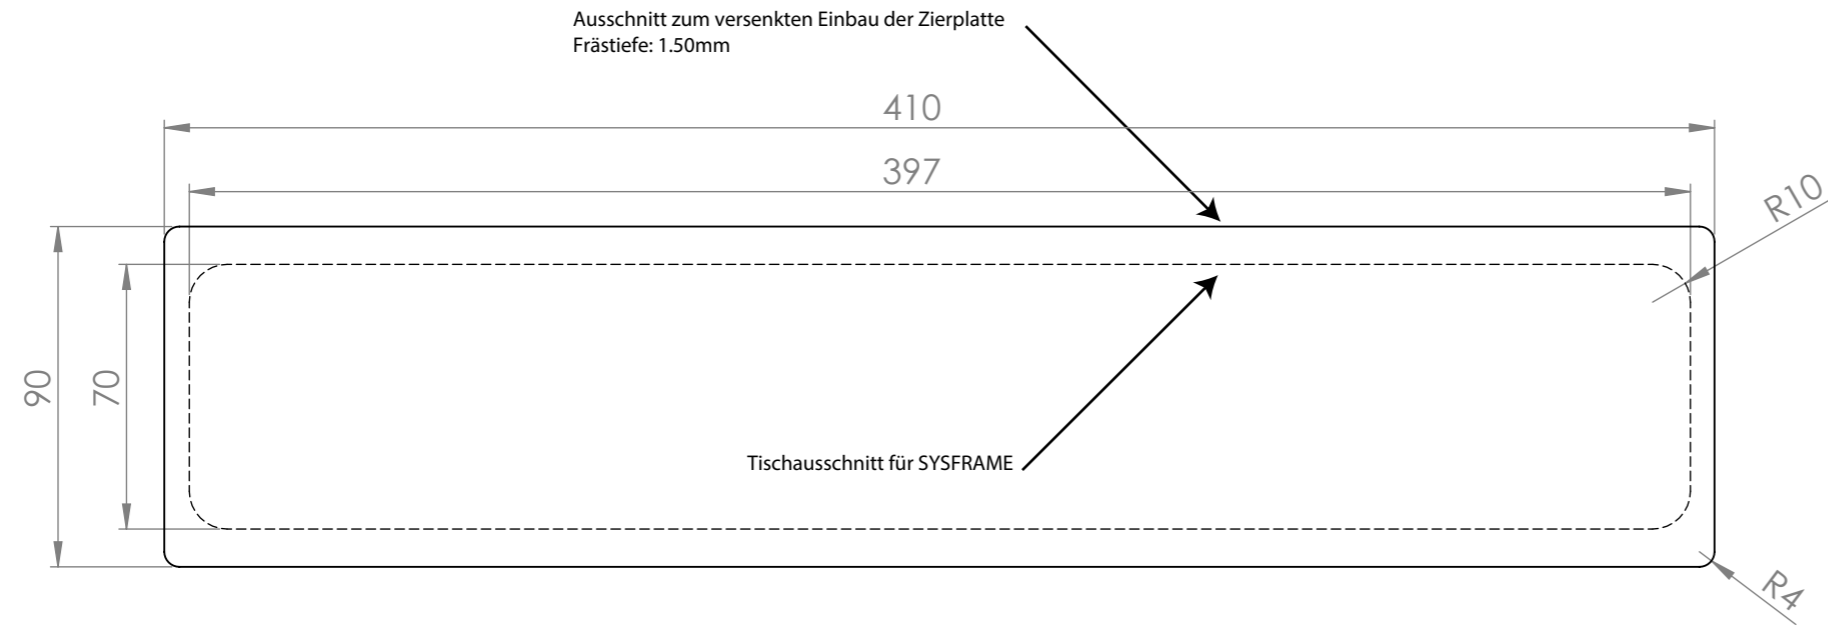 Ausschnitt zum versenkten Einbau der Zierplatte
Frästiefe: 1.50mm
410
397
R10
90
70
Tischausschnitt für SYSFRAME
R4